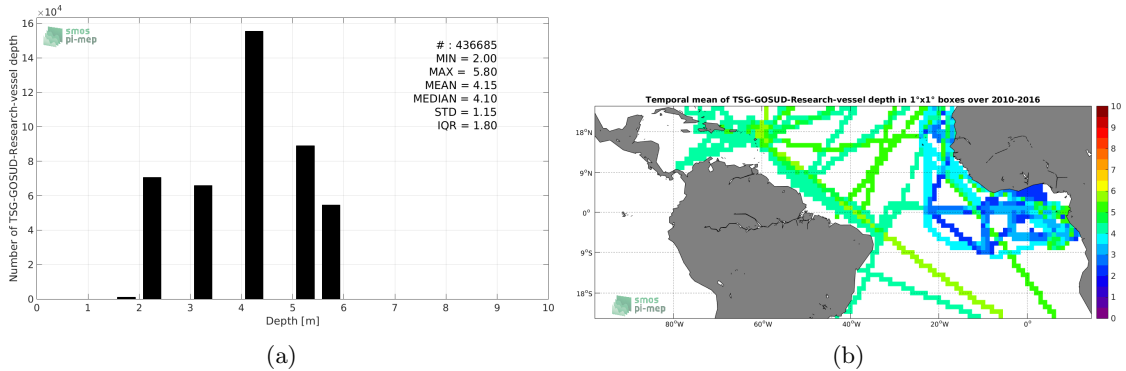 ×10⁴
smos
pi-mep
16
14
12
10
8
6
4
2
0
Number of TSG-GOSUD-Research-vessel depth
# : 436685
MIN = 2.00
MAX = 5.80
MEAN = 4.15
MEDIAN = 4.10
STD = 1.15
IQR = 1.80
0 1 2 3 4 5 6 7 8 9 10
Depth [m]
(a)
Temporal mean of TSG-GOSUD-Research-vessel depth in 1°x1° boxes over 2010-2016
18°N
9°N
0°
9°S
18°S
80°W 60°W 40°W 20°W 0°
smos
pi-mep
10
9
8
7
6
5
4
3
2
1
0
(b)